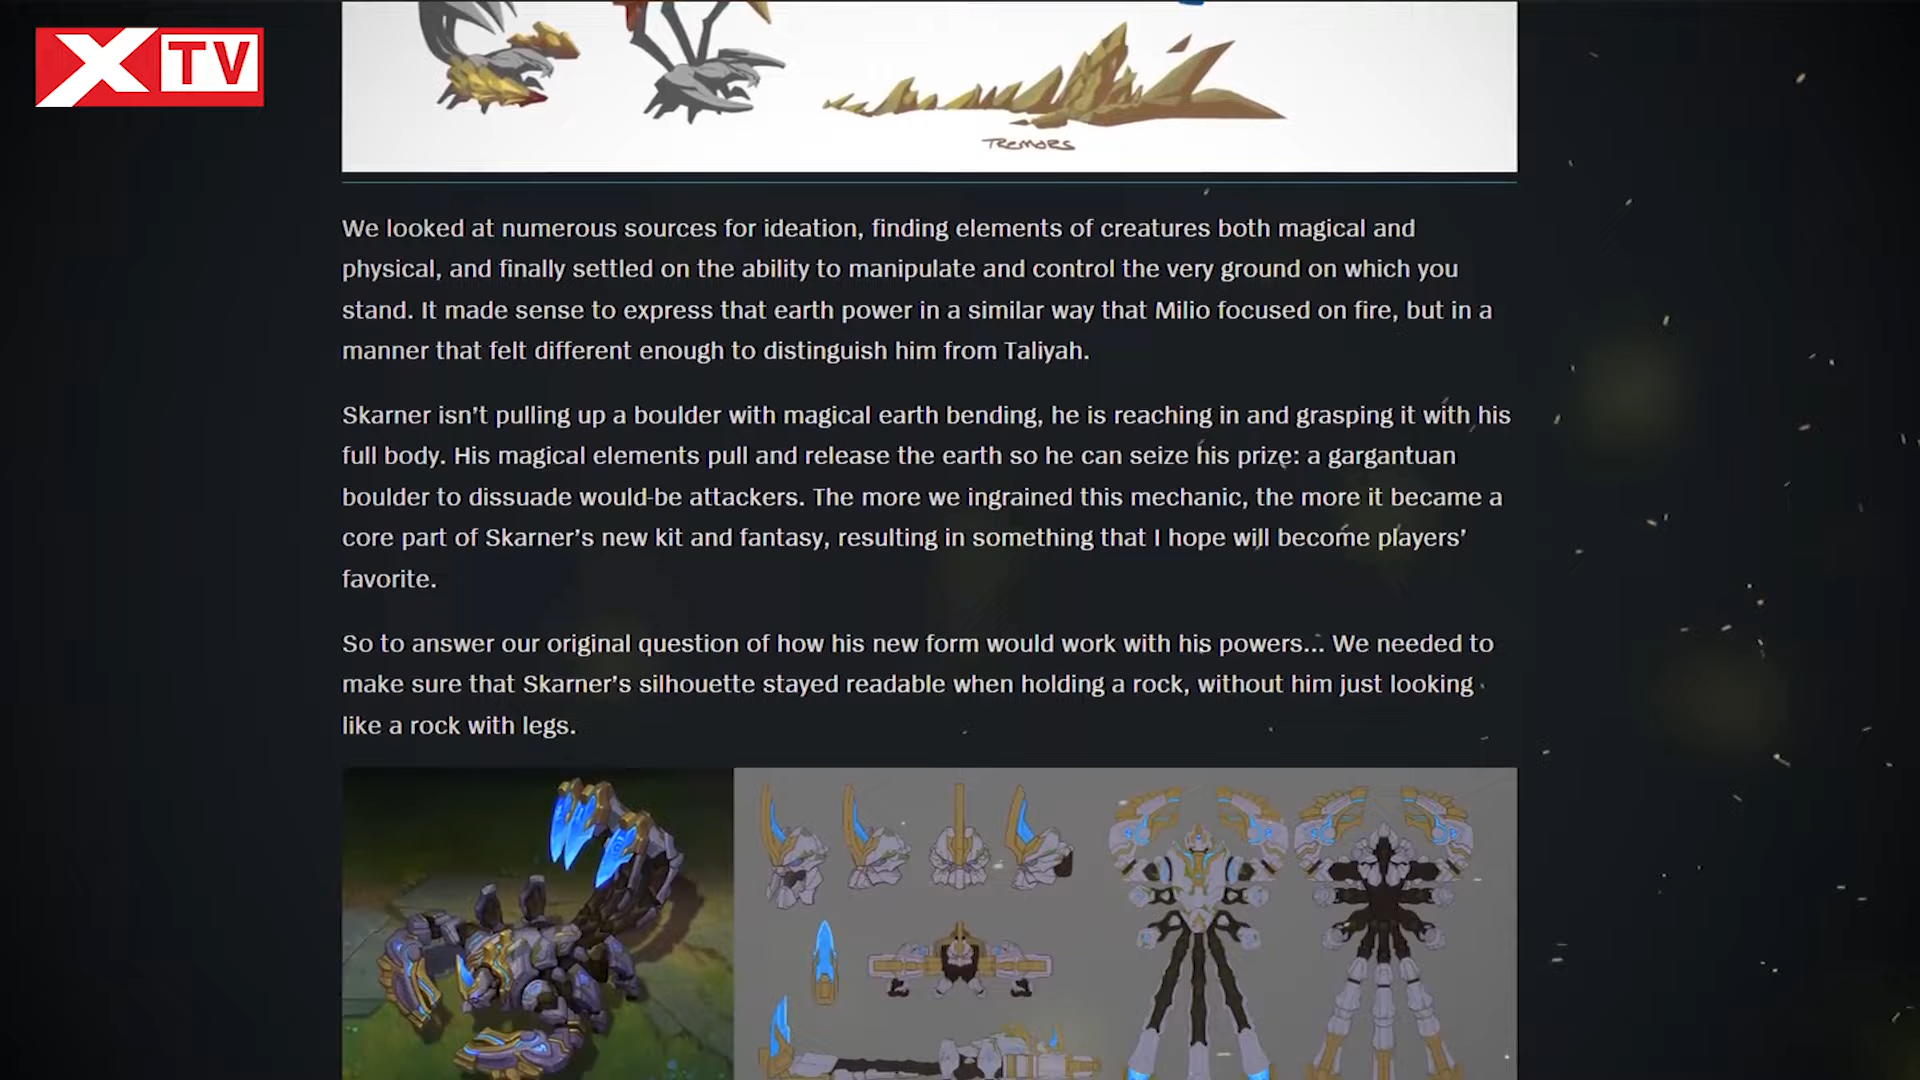 XTV
TREMORS
We looked at numerous sources for ideation, finding elements of creatures both magical and
physical, and finally settled on the ability to manipulate and control the very ground on which you
stand. It made sense to express that earth power in a similar way that Milio focused on fire, but in a
manner that felt different enough to distinguish him from Taliyah.
Skarner isn't pulling up a boulder with magical earth bending, he is reaching in and grasping it with his
full body. His magical elements pull and release the earth so he can seize his prize: a gargantuan
boulder to dissuade would-be attackers. The more we ingrained this mechanic, the more it became a
core part of Skarner's new kit and fantasy, resulting in something that I hope will become players'
favorite.
So to answer our original question of how his new form would work with his powers... We needed to
make sure that Skarner's silhouette stayed readable when holding a rock, without him just looking
like a rock with legs.